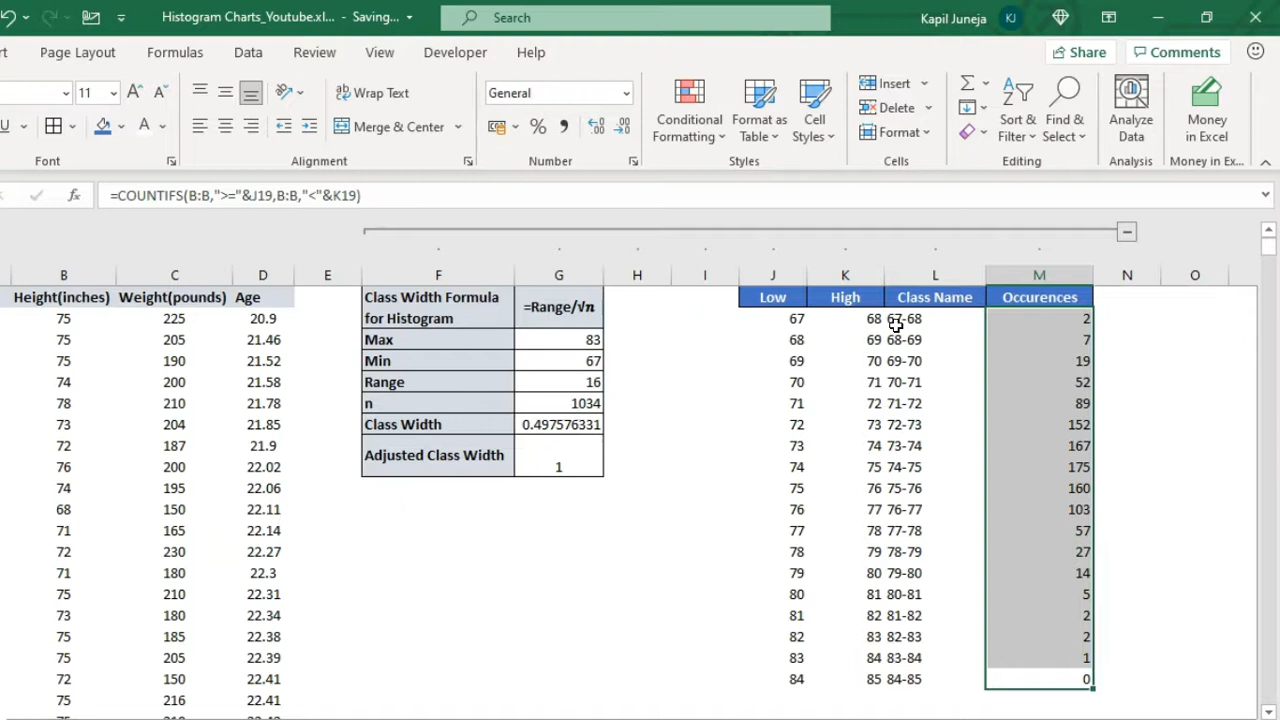 Histogram Charts_Youtube.xl... - Saving...
Search
Kapil Juneja
KJ
Page Layout
Formulas
Data
Review
View
Developer
Help
Share
Comments
11
Wrap Text
General
Insert
Merge & Center
Conditional Formatting
Format as Table
Cell Styles
Delete
Format
Sort & Filter
Find & Select
Analyze Data
Money in Excel
Font
Alignment
Number
Styles
Cells
Editing
Analysis
Money in Ex...
fx =COUNTIFS(B:B,">="&J19,B:B,"<"&K19)
B C D E F G H I J K L M N O
Height(inches) Weight(pounds) Age Class Width Formula for Histogram =Range/√n Low High Class Name Occurences
75 225 20.9 67 68 67-68 2
75 205 21.46 Max 83 68 69 68-69 7
75 190 21.52 Min 67 69 70 69-70 19
74 200 21.58 Range 16 70 71 70-71 52
78 210 21.78 n 1034 71 72 71-72 89
73 204 21.85 Class Width 0.497576331 72 73 72-73 152
72 187 21.9 Adjusted Class Width 1 73 74 73-74 167
76 200 22.02 74 75 74-75 175
74 195 22.06 75 76 75-76 160
68 150 22.11 76 77 76-77 103
71 165 22.14 77 78 77-78 57
72 230 22.27 78 79 78-79 27
71 180 22.3 79 80 79-80 14
75 210 22.31 80 81 80-81 5
73 180 22.34 81 82 81-82 2
75 185 22.38 82 83 82-83 2
75 205 22.39 83 84 83-84 1
72 150 22.41 84 85 84-85 0
75 216 22.41